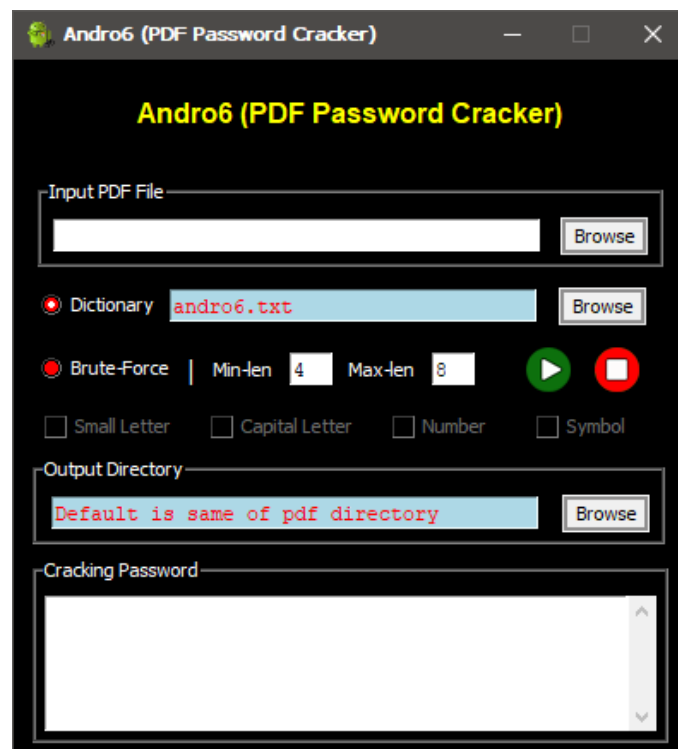 Andro6 (PDF Password Cracker)
Andro6 (PDF Password Cracker)
Input PDF File
Browse
Dictionary andro6.txt Browse
Brute-Force | Min-len 4 Max-len 8
Small Letter Capital Letter Number Symbol
Output Directory
Default is same of pdf directory Browse
Cracking Password